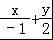 x/-1 + y/2